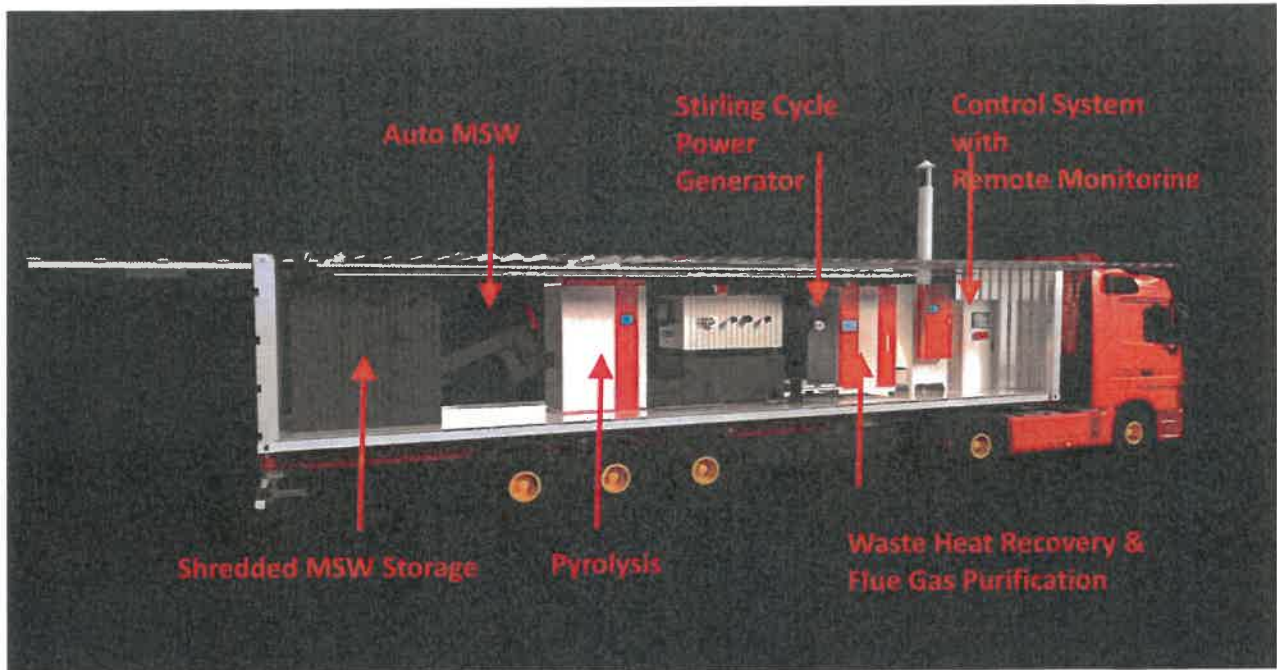 Auto MSW
Stirling Cycle
Power
Generator
Control System
with
Remote Monitoring
Shredded MSW Storage
Pyrolysis
Waste Heat Recovery &
Flue Gas Purification